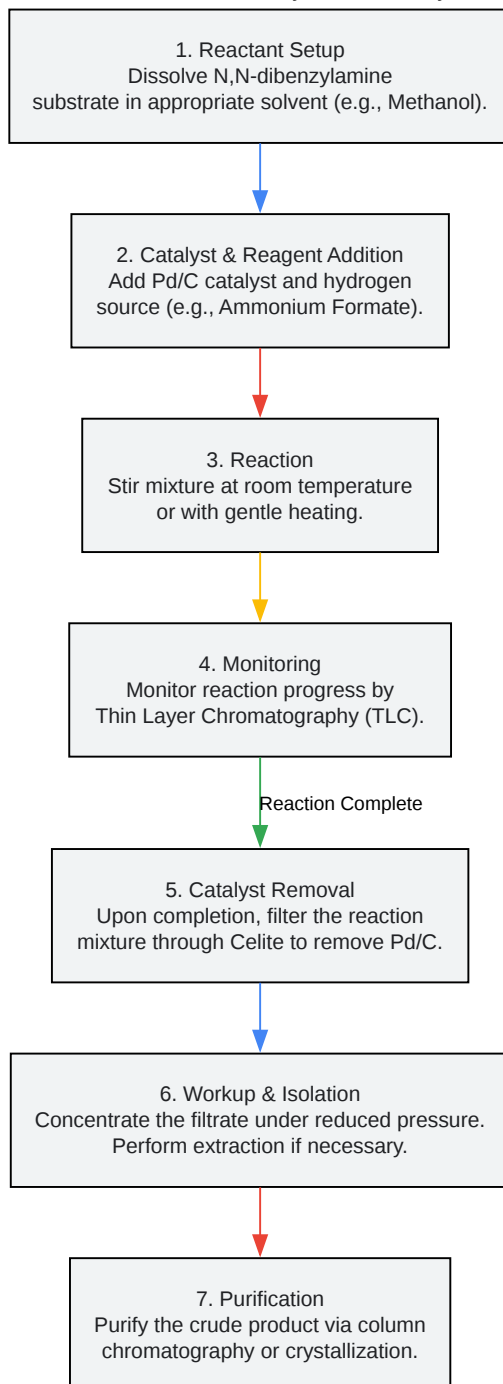 1. Reactant Setup
Dissolve N,N-dibenzylamine
substrate in appropriate solvent (e.g., Methanol).
2. Catalyst & Reagent Addition
Add Pd/C catalyst and hydrogen
source (e.g., Ammonium Formate).
3. Reaction
Stir mixture at room temperature
or with gentle heating.
4. Monitoring
Monitor reaction progress by
Thin Layer Chromatography (TLC).
Reaction Complete
5. Catalyst Removal
Upon completion, filter the reaction
mixture through Celite to remove Pd/C.
6. Workup & Isolation
Concentrate the filtrate under reduced pressure.
Perform extraction if necessary.
7. Purification
Purify the crude product via column
chromatography or crystallization.